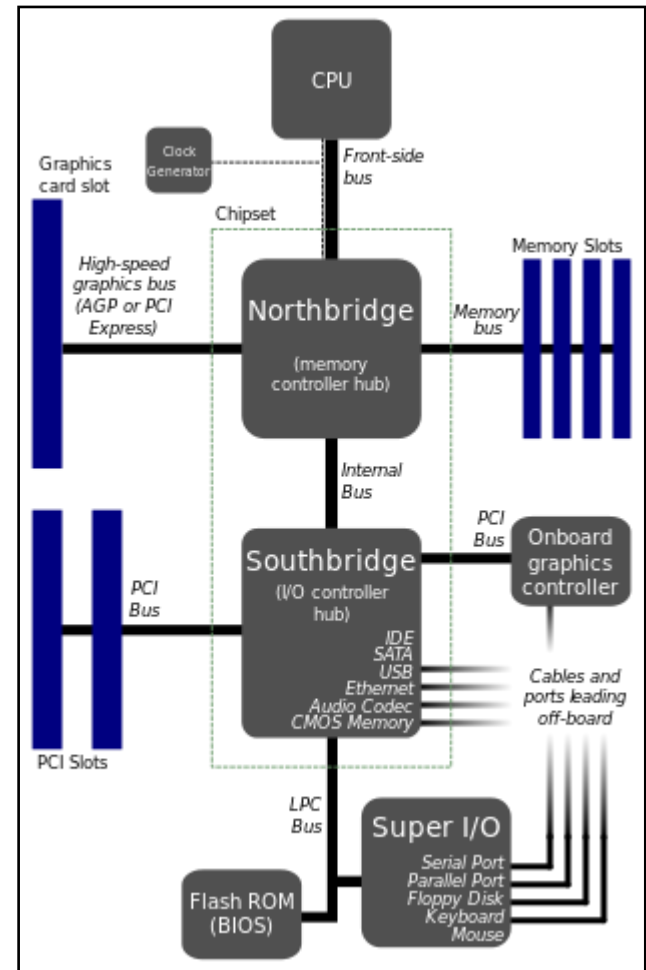 CPU
Clock
Generator
Front-side
bus
Graphics
card slot
Chipset
High-speed
graphics bus
(AGP or PCI
Express)
Northbridge
(memory
controller hub)
Memory Slots
Memory
bus
Internal
Bus
Southbridge
(I/O controller
hub)
IDE
SATA
USB
Ethernet
Audio Codec
CMOS Memory
PCI
Bus
Onboard
graphics
controller
PCI
Bus
PCI Slots
Cables and
ports leading
off-board
LPC
Bus
Super I/O
Serial Port
Parallel Port
Floppy Disk
Keyboard
Mouse
Flash ROM
(BIOS)